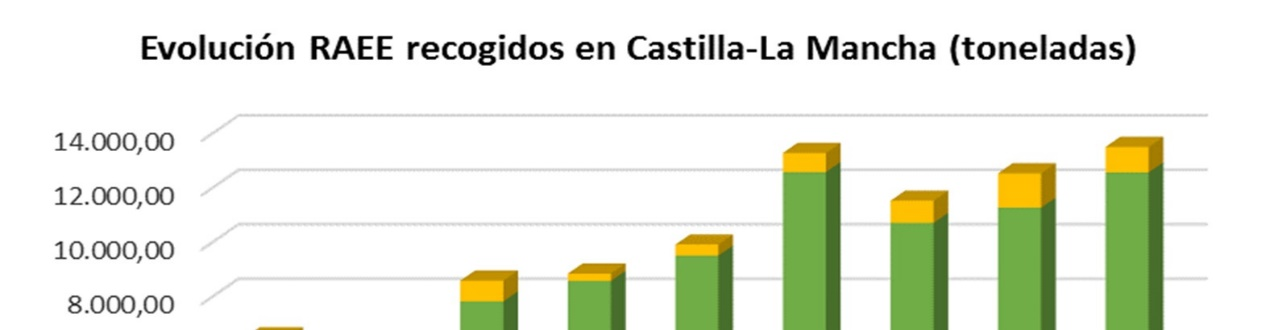 Evolución RAEE recogidos en Castilla-La Mancha (toneladas)
14.000,00
12.000,00
10.000,00
8.000,00